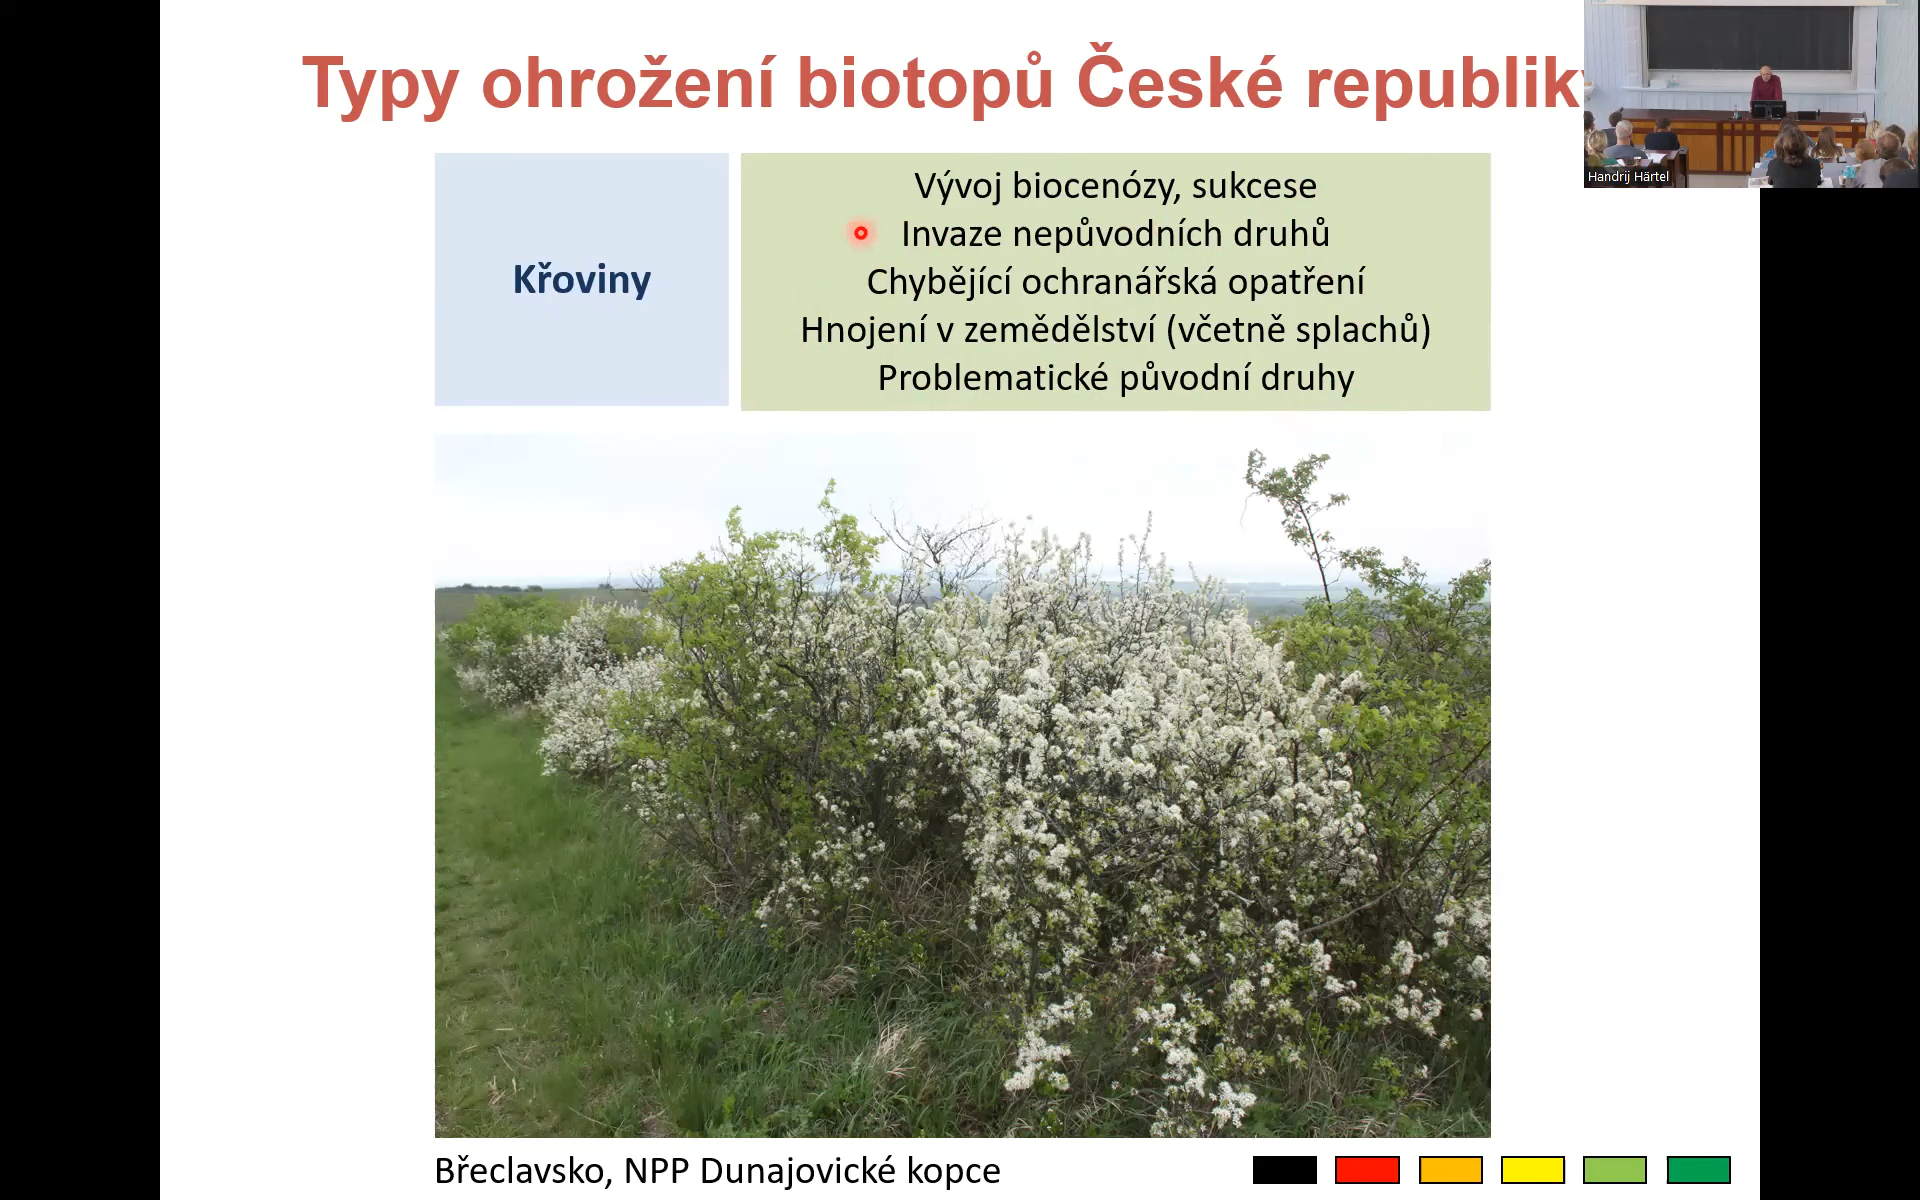 Typy ohrožení biotopů České republiky
Handrij Härtel
Křoviny
Vývoj biocenózy, sukcese
Invaze nepůvodních druhů
Chybějící ochranářská opatření
Hnojení v zemědělství (včetně splachů)
Problematické původní druhy
Břeclavsko, NPP Dunajovické kopce